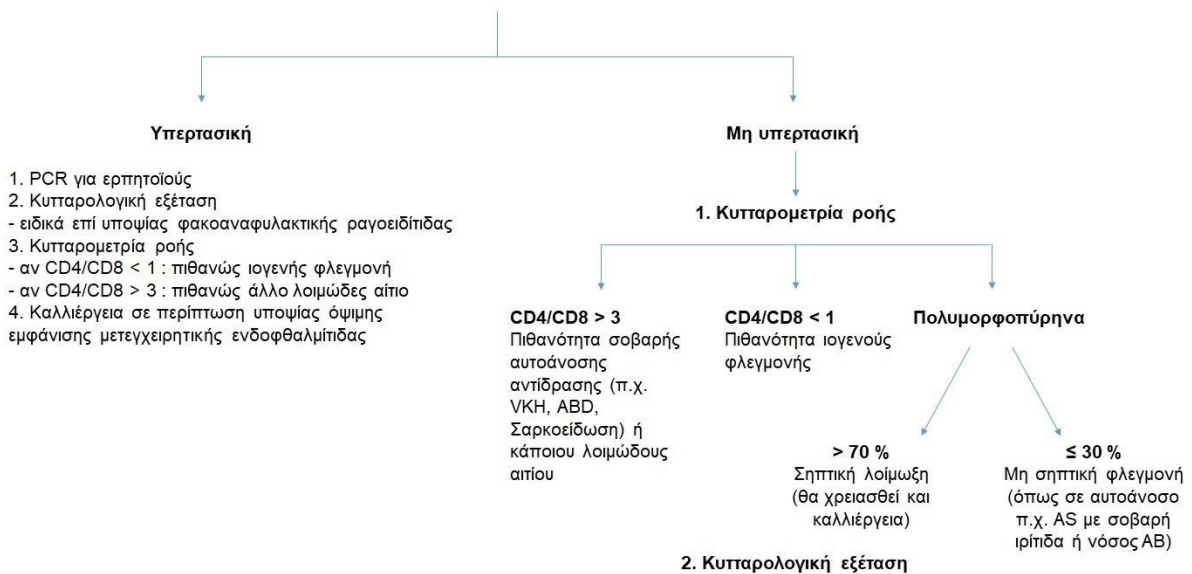 Υπερτασική
1. PCR για ερπητοϊούς
2. Κυτταρολογική εξέταση
- ειδικά επί υποψίας φακοαναφυλακτικής ραγοειδίτιδας
3. Κυτταρομετρία ροής
- αν CD4/CD8 < 1 : πιθανώς ιογενής φλεγμονή
- αν CD4/CD8 > 3 : πιθανώς άλλο λοιμώδες αίτιο
4. Καλλιέργεια σε περίπτωση υποψίας όψιμης
εμφάνισης μετεγχειρητικής ενδοφθαλμίτιδας
Μη υπερτασική
1. Κυτταρομετρία ροής
CD4/CD8 > 3
Πιθανότητα σοβαρής
αυτοάνοσης
αντίδρασης (π.χ.
VKH, ABD,
Σαρκοείδωση) ή
κάποιου λοιμώδους
αιτίου
CD4/CD8 < 1
Πιθανότητα ιογενούς
φλεγμονής
Πολυμορφοπύρηνα
> 70 %
Σηπτική λοίμωξη
(θα χρειασθεί και
καλλιέργεια)
≤ 30 %
Μη σηπτική φλεγμονή
(όπως σε αυτοάνοσο
π.χ. AS με σοβαρή
ιρίτιδα ή νόσος ΑΒ)
2. Κυτταρολογική εξέταση